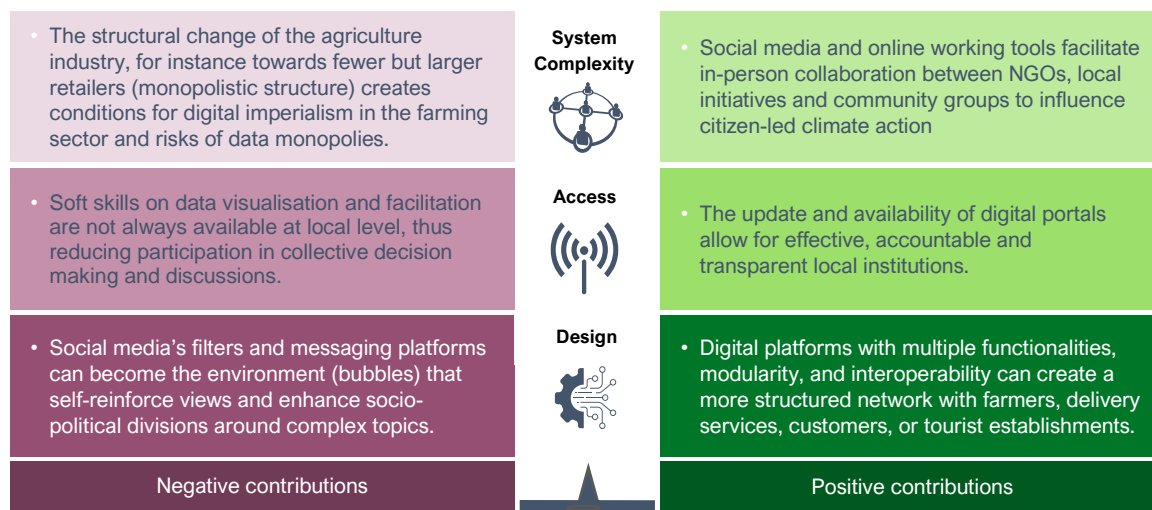 • The structural change of the agriculture
industry, for instance towards fewer but larger
retailers (monopolistic structure) creates
conditions for digital imperialism in the farming
sector and risks of data monopolies.
System
Complexity
• Social media and online working tools facilitate
in-person collaboration between NGOs, local
initiatives and community groups to influence
citizen-led climate action
• Soft skills on data visualisation and facilitation
are not always available at local level, thus
reducing participation in collective decision
making and discussions.
Access
• The update and availability of digital portals
allow for effective, accountable and
transparent local institutions.
• Social media’s filters and messaging platforms
can become the environment (bubbles) that
self-reinforce views and enhance socio-
political divisions around complex topics.
Design
• Digital platforms with multiple functionalities,
modularity, and interoperability can create a
more structured network with farmers, delivery
services, customers, or tourist establishments.
Negative contributions
Positive contributions